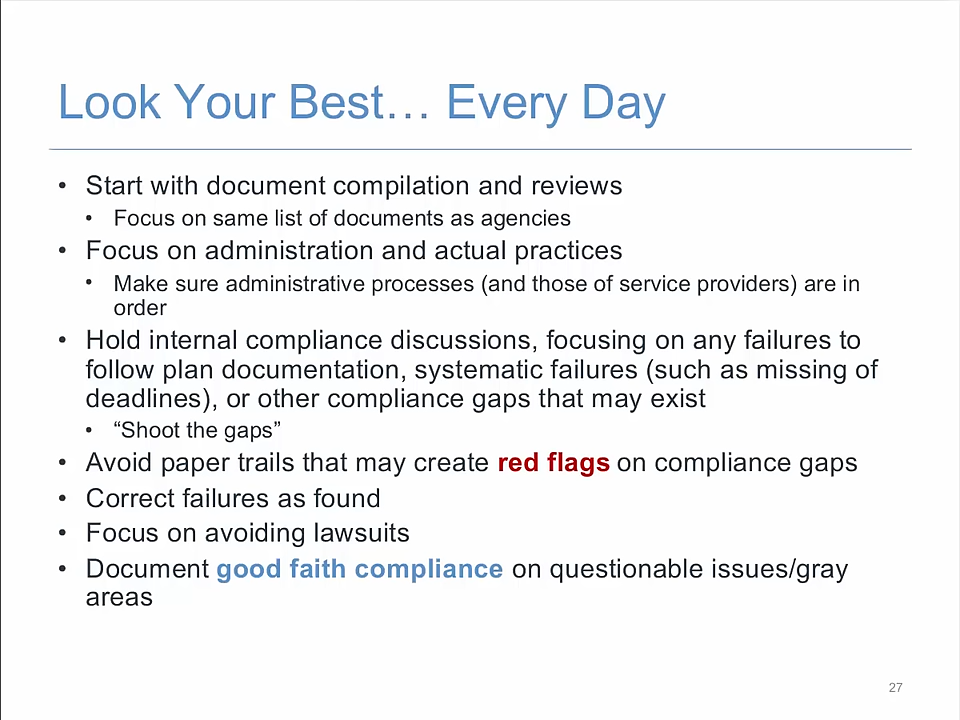 Look Your Best… Every Day
• Start with document compilation and reviews
• Focus on same list of documents as agencies
• Focus on administration and actual practices
• Make sure administrative processes (and those of service providers) are in
order
• Hold internal compliance discussions, focusing on any failures to
follow plan documentation, systematic failures (such as missing of
deadlines), or other compliance gaps that may exist
• “Shoot the gaps”
• Avoid paper trails that may create red flags on compliance gaps
• Correct failures as found
• Focus on avoiding lawsuits
• Document good faith compliance on questionable issues/gray
areas
27